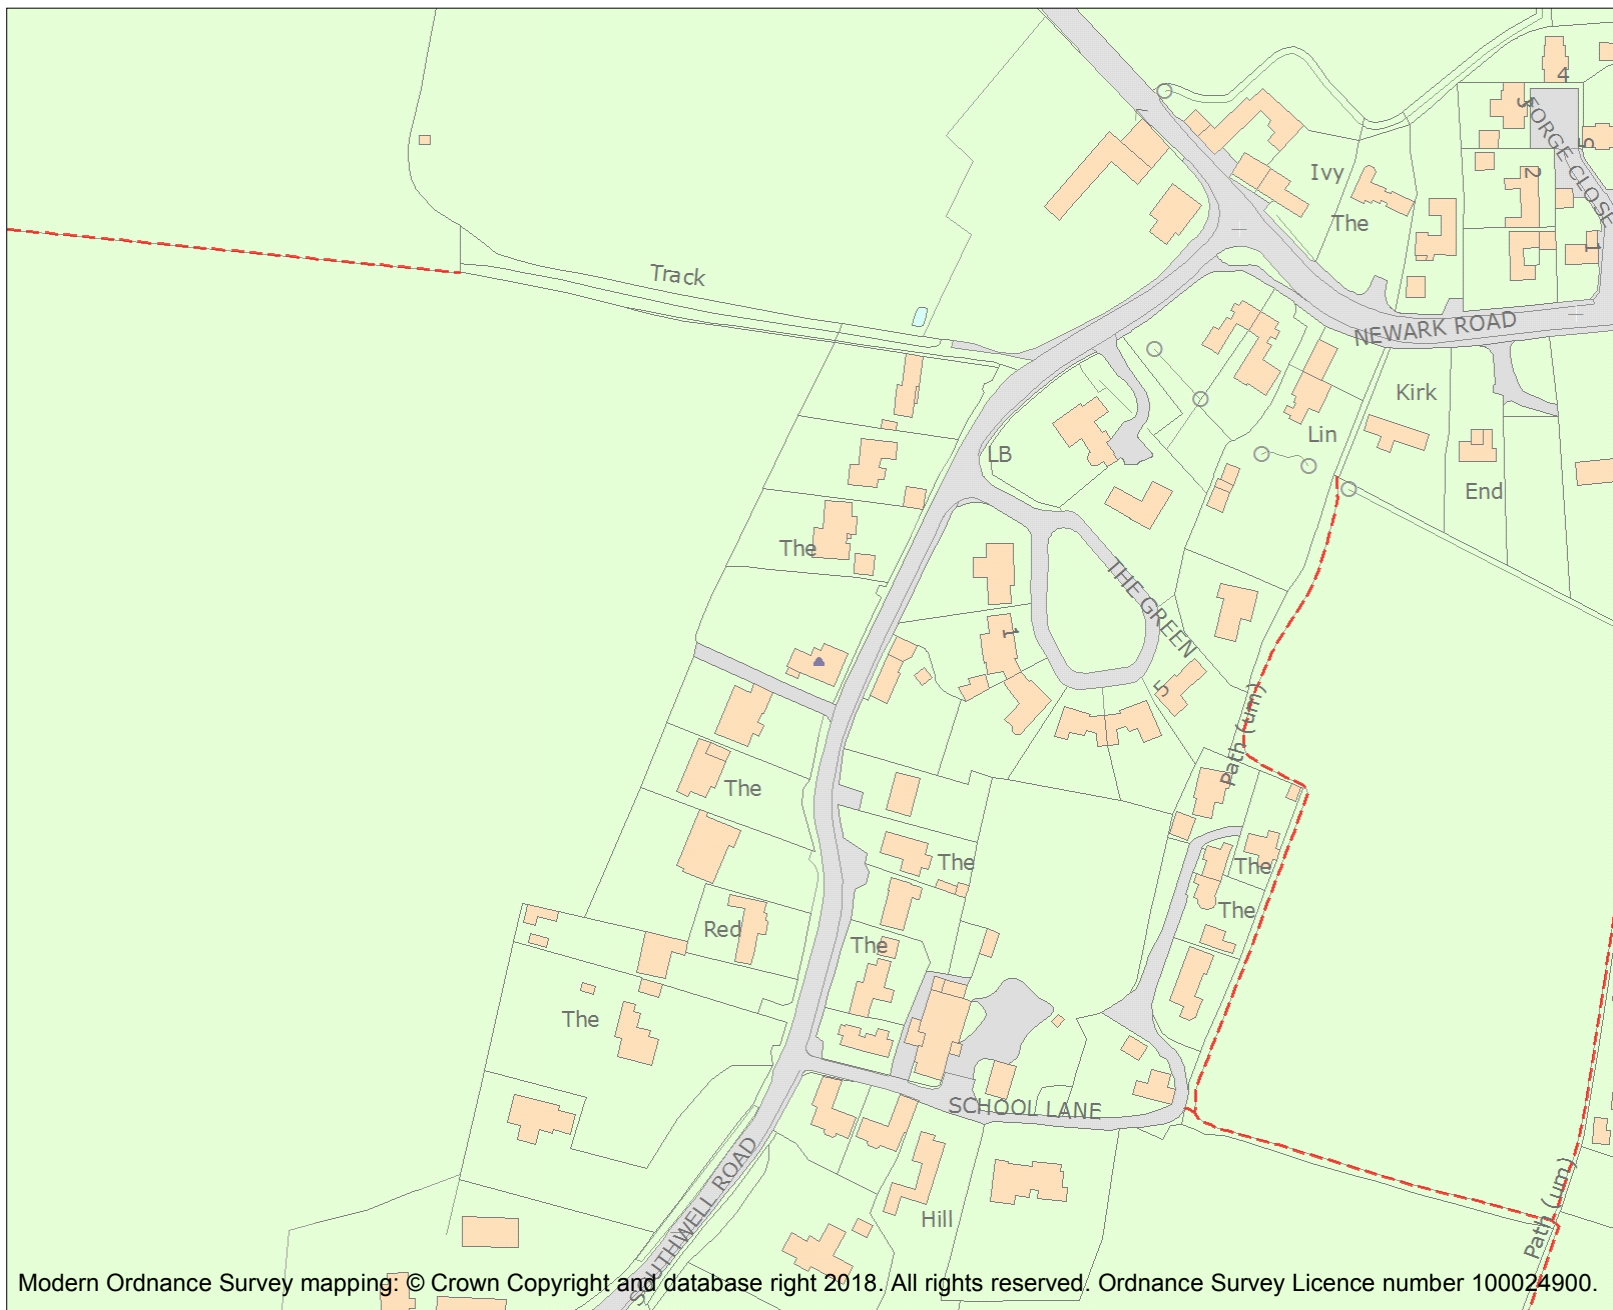 4
3
FORGE CLOSE
5
Ivy
2
The
1
Track
NEWARK ROAD
Kirk
Lin
LB
End
The
THE GREEN
1
5
Path (um)
The
The
The
The
Red
The
The
SCHOOL LANE
SOUTHWELL ROAD
Path (um)
Hill
Modern Ordnance Survey mapping: © Crown Copyright and database right 2018. All rights reserved. Ordnance Survey Licence number 100024900.